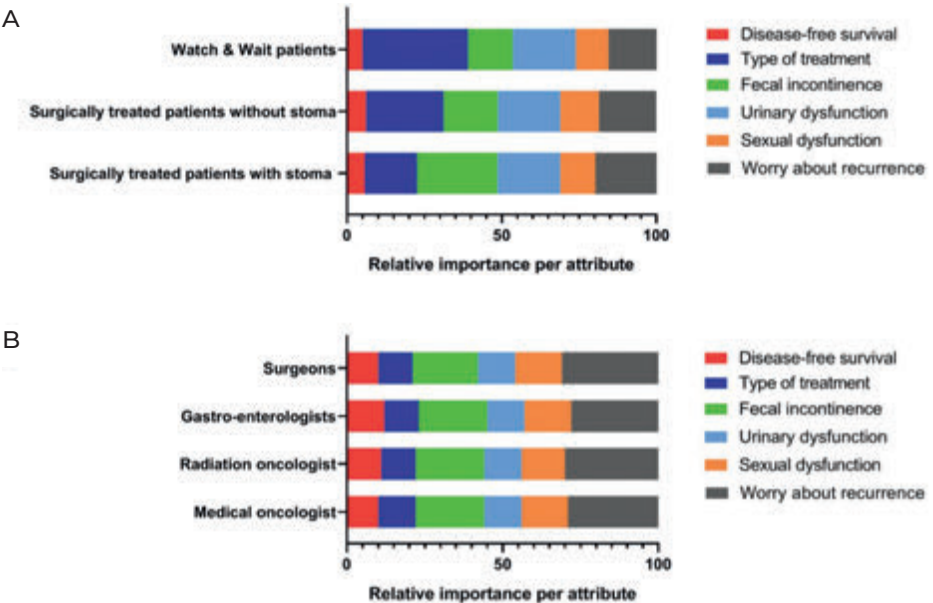 A
Watch & Wait patients
Surgically treated patients without stoma
Surgically treated patients with stoma
0
50
100
Relative importance per attribute
Disease-free survival
Type of treatment
Fecal incontinence
Urinary dysfunction
Sexual dysfunction
Worry about recurrence
B
Surgeons
Gastro-enterologists
Radiation oncologist
Medical oncologist
0
50
100
Relative importance per attribute
Disease-free survival
Type of treatment
Fecal incontinence
Urinary dysfunction
Sexual dysfunction
Worry about recurrence